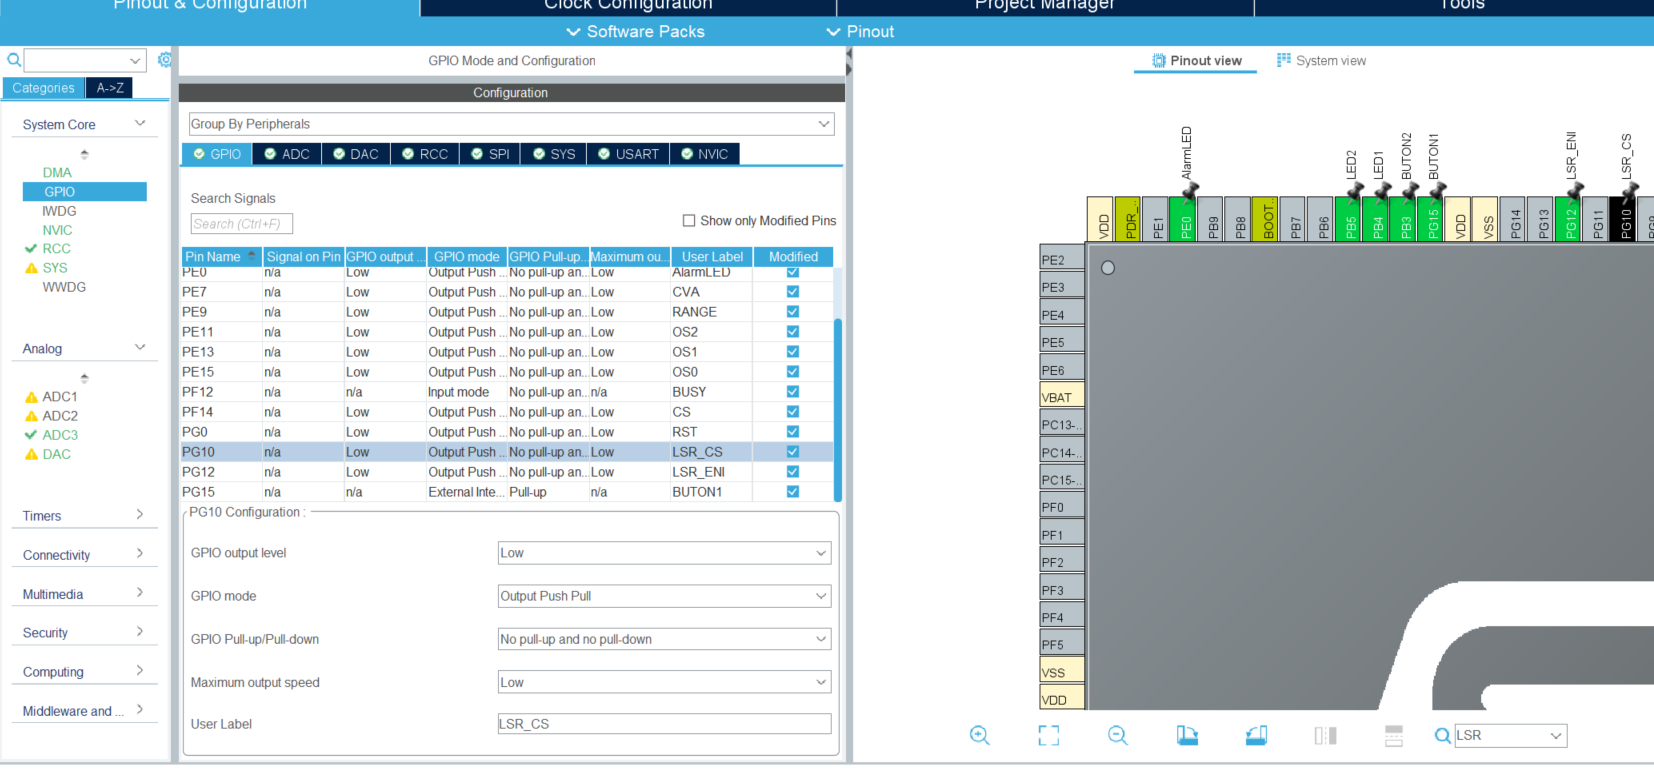 Pinout & Configuration
Clock Configuration
Project Manager
Tools
Software Packs
Pinout
GPIO Mode and Configuration
Pinout view
System view
Categories
A->Z
Configuration
System Core
Group By Peripherals
GPIO
ADC
DAC
RCC
SPI
SYS
USART
NVIC
DMA
GPIO
IWDG
NVIC
RCC
SYS
WWDG
Analog
ADC1
ADC2
ADC3
DAC
Timers
Connectivity
Multimedia
Security
Computing
Middleware and ...
Search Signals
Search (Ctrl+F)
Show only Modified Pins
Pin Name Signal on Pin GPIO output ... GPIO mode GPIO Pull-up... Maximum ou... User Label Modified
PE0 n/a Low Output Push ... No pull-up an... Low AlarmLED
PE7 n/a Low Output Push ... No pull-up an... Low CVA
PE9 n/a Low Output Push ... No pull-up an... Low RANGE
PE11 n/a Low Output Push ... No pull-up an... Low OS2
PE13 n/a Low Output Push ... No pull-up an... Low OS1
PE15 n/a Low Output Push ... No pull-up an... Low OS0
PF12 n/a n/a Input mode No pull-up an... n/a BUSY
PF14 n/a Low Output Push ... No pull-up an... Low CS
PG0 n/a Low Output Push ... No pull-up an... Low RST
PG10 n/a Low Output Push ... No pull-up an... Low LSR_CS
PG12 n/a Low Output Push ... No pull-up an... Low LSR_ENI
PG15 n/a n/a External Inte... Pull-up n/a BUTON1
PG10 Configuration :
GPIO output level Low
GPIO mode Output Push Pull
GPIO Pull-up/Pull-down No pull-up and no pull-down
Maximum output speed Low
User Label LSR_CS
AlarmLED
LED2
LED1
BUTON2
BUTON1
LSR_ENI
LSR_CS
VDD
PDR_...
PE1
PE0
PB9
PB8
BOOT...
PB7
PB6
PB5
PB4
PB3
PG15
VDD
VSS
PG14
PG13
PG12
PG11
PG10
PG9
PE2
PE3
PE4
PE5
PE6
VBAT
PC13-..
PC14-..
PC15-..
PF0
PF1
PF2
PF3
PF4
PF5
VSS
VDD
LSR